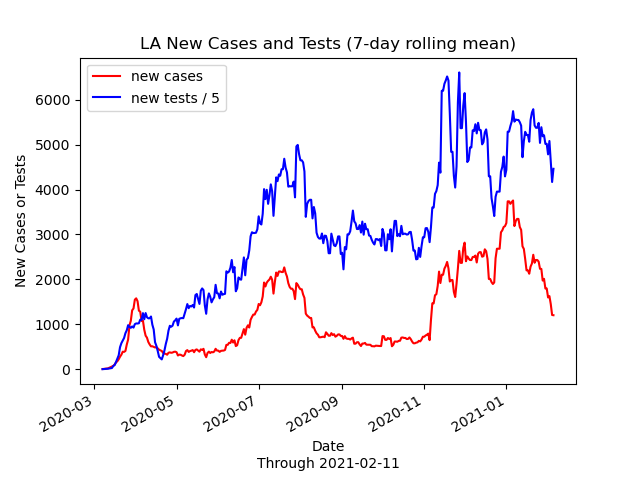 LA New Cases and Tests (7-day rolling mean)
new cases
new tests / 5
New Cases or Tests
6000
5000
4000
3000
2000
1000
0
2020-03
2020-05
2020-07
2020-09
2020-11
2021-01
Date
Through 2021-02-11